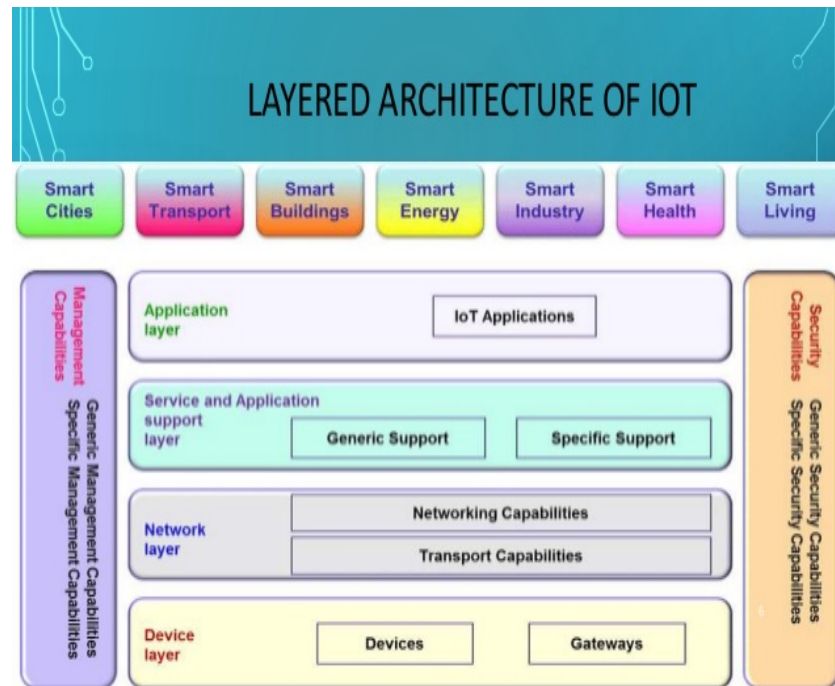 LAYERED ARCHITECTURE OF IOT
Smart
Cities
Smart
Transport
Smart
Buildings
Smart
Energy
Smart
Industry
Smart
Health
Smart
Living
Management
Capabilities
Generic Management Capabilities
Specific Management Capabilities
Application
layer
IoT Applications
Service and Application
support
layer
Generic Support
Specific Support
Network
layer
Networking Capabilities
Transport Capabilities
Device
layer
Devices
Gateways
Security
Capabilities
Generic Security Capabilities
Specific Security Capabilities
6